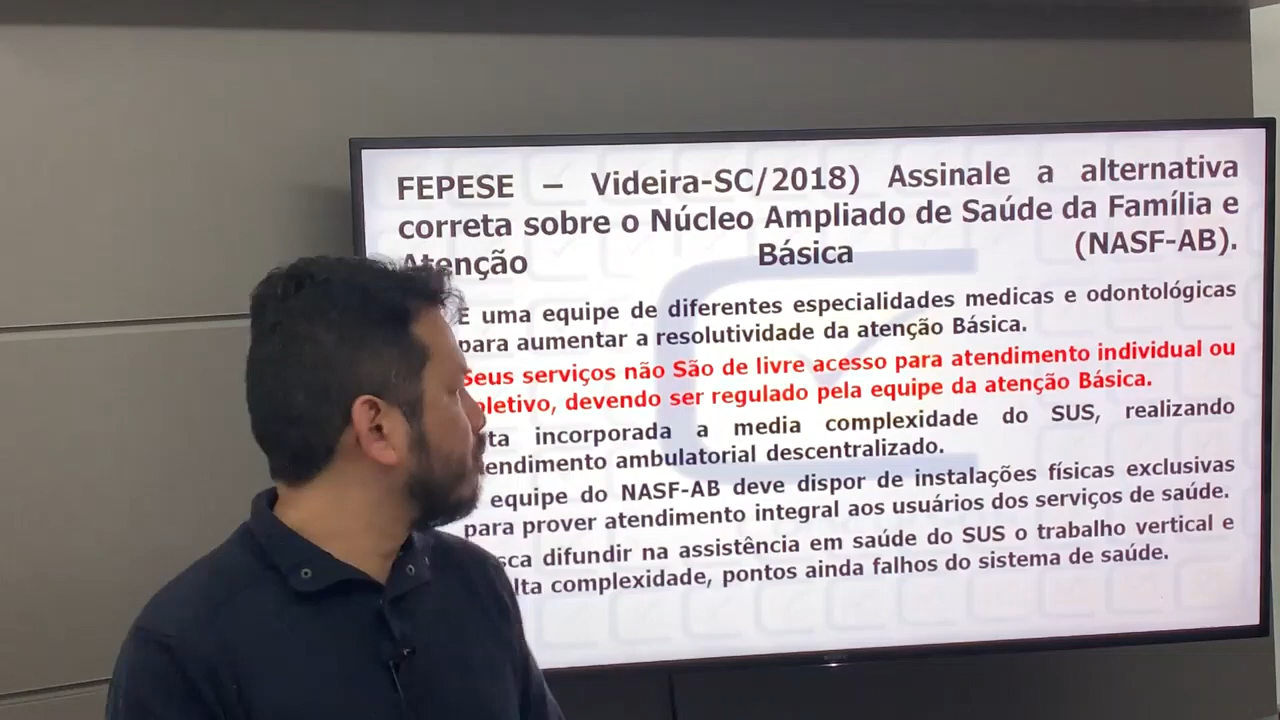 FEPESE – Videira-SC/2018) Assinale a alternativa
correta sobre o Núcleo Ampliado de Saúde da Família e
Atenção Básica (NASF-AB).
É uma equipe de diferentes especialidades medicas e odontológicas
para aumentar a resolutividade da atenção Básica.
Seus serviços não São de livre acesso para atendimento individual ou
devendo ser regulado pela equipe da atenção Básica.
incorporada a media complexidade do SUS, realizando
ambulatorial descentralizado.
equipe do NASF-AB deve dispor de instalações físicas exclusivas
para prover atendimento integral aos usuários dos serviços de saúde.
difundir na assistência em saúde do SUS o trabalho vertical e
complexidade, pontos ainda falhos do sistema de saúde.